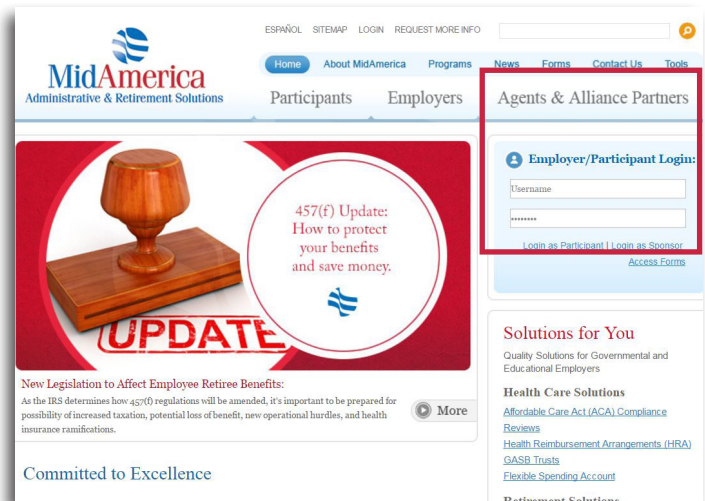 ESPAÑOL SITEMAP LOGIN REQUEST MORE INFO
MidAmerica
Administrative & Retirement Solutions
Home About MidAmerica Programs News Forms Contact Us Tools
Participants Employers Agents & Alliance Partners
457(f) Update:
How to protect
your benefits
and save money.
UPDATE
New Legislation to Affect Employee Retiree Benefits:
As the IRS determines how 457(f) regulations will be amended, it's important to be prepared for
possibility of increased taxation, potential loss of benefit, new operational hurdles, and health
insurance ramifications.
More
Committed to Excellence
Employer/Participant Login:
Username
••••••••
Login as Participant | Login as Sponsor
Access Forms
Solutions for You
Quality Solutions for Governmental and
Educational Employers
Health Care Solutions
Affordable Care Act (ACA) Compliance
Reviews
Health Reimbursement Arrangements (HRA)
GASB Trusts
Flexible Spending Account
Retirement Solutions